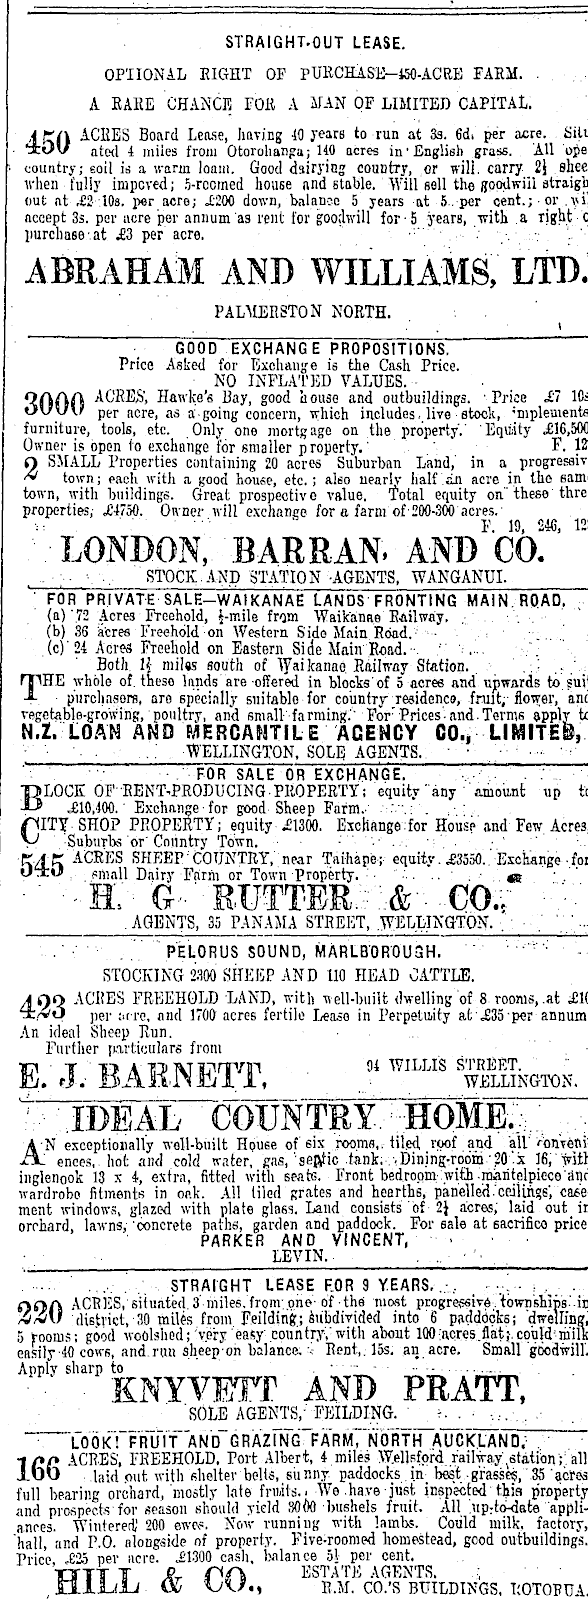 STRAIGHT-OUT LEASE.
OPTIONAL RIGHT OF PURCHASE—450-ACRE FARM.
A RARE CHANCE FOR A MAN OF LIMITED CAPITAL.
450 ACRES Board Lease, having 40 years to run at 3s. 6d. per acre. Situ
ated 4 miles from Otorohanga; 140 acres in English grass. All ope
country; soil is a warm loam. Good dairying country, or will carry 2½ shee
when fully improved; 5-roomed house and stable. Will sell the goodwill straigh
out at £2 10s. per acre; £200 down, balance 5 years at 5 per cent.; or wi
accept 3s. per acre per annum as rent for goodwill for 5 years, with a right o
purchase at £3 per acre.
ABRAHAM AND WILLIAMS, LTD.
PALMERSTON NORTH.
GOOD EXCHANGE PROPOSITIONS.
Price Asked for Exchange is the Cash Price.
NO INFLATED VALUES.
3000 ACRES, Hawke's Bay, good house and outbuildings. Price £7 10s
per acre, as a going concern, which includes live stock, implements
furniture, tools, etc. Only one mortgage on the property. Equity £16,500
Owner is open to exchange for smaller property. F. 12
2 SMALL Properties containing 20 acres Suburban Land, in a progressiv
town; each with a good house, etc.; also nearly half an acre in the sam
town, with buildings. Great prospective value. Total equity on these thre
properties, £4750. Owner will exchange for a farm of 200-300 acres.
F. 19, 246, 12
LONDON, BARRAN, AND CO.
STOCK AND STATION AGENTS, WANGANUI.
FOR PRIVATE SALE—WAIKANAE LANDS FRONTING MAIN ROAD,
(a) 72 Acres Freehold, ½-mile from Waikanae Railway.
(b) 36 acres Freehold on Western Side Main Road.
(c) 24 Acres Freehold on Eastern Side Main Road.
Both 1½ miles south of Waikanae Railway Station.
THE whole of these lands are offered in blocks of 5 acres and upwards to suit
purchasers, are specially suitable for country residence, fruit, flower, and
vegetable-growing, poultry, and small farming. For Prices and Terms apply to
N.Z. LOAN AND MERCANTILE AGENCY CO., LIMITED,
WELLINGTON, SOLE AGENTS.
FOR SALE OR EXCHANGE.
BLOCK OF RENT-PRODUCING PROPERTY; equity any amount up to
£10,400. Exchange for good Sheep Farm.
CITY SHOP PROPERTY; equity £1300. Exchange for House and Few Acres
Suburbs or Country Town.
545 ACRES SHEEP COUNTRY, near Taihape; equity £3550. Exchange for
small Dairy Farm or Town Property.
H. G. RUTTER & CO.,
AGENTS, 35 PANAMA STREET, WELLINGTON.
PELORUS SOUND, MARLBOROUGH.
STOCKING 2300 SHEEP AND 110 HEAD CATTLE.
423 ACRES FREEHOLD LAND, with well-built dwelling of 8 rooms, at £10
per acre, and 1700 acres fertile Lease in Perpetuity at £35 per annum
An ideal Sheep Run.
Further particulars from
E. J. BARNETT, 94 WILLIS STREET.
WELLINGTON.
IDEAL COUNTRY HOME.
AN exceptionally well-built House of six rooms, tiled roof and all conveni
ences, hot and cold water, gas, septic tank. Dining-room 20 x 16, with
inglenook 13 x 4, extra, fitted with seats. Front bedroom with mantelpiece and
wardrobe fitments in oak. All tiled grates and hearths, panelled ceilings, case
ment windows, glazed with plate glass. Land consists of 2¼ acres, laid out in
orchard, lawns, concrete paths, garden and paddock. For sale at sacrifice price
PARKER AND VINCENT,
LEVIN.
STRAIGHT LEASE FOR 9 YEARS.
220 ACRES, situated 3 miles from one of the most progressive townships in
district, 30 miles from Feilding; subdivided into 6 paddocks; dwelling,
5 rooms; good woolshed; very easy country, with about 100 acres flat; could milk
easily 40 cows, and run sheep on balance. Rent, 15s. an acre. Small goodwill.
Apply sharp to
KNYVETT AND PRATT,
SOLE AGENTS, FEILDING.
LOOK! FRUIT AND GRAZING FARM, NORTH AUCKLAND.
166 ACRES, FREEHOLD, Port Albert, 4 miles Wellsford railway station; all
laid out with shelter belts, sunny paddocks in best grasses, 35 acres
full bearing orchard, mostly late fruits. We have just inspected this property
and prospects for season should yield 3000 bushels fruit. All up-to-date appli-
ances. Wintered 200 ewes. Now running with lambs. Could milk, factory,
hall, and P.O. alongside of property. Five-roomed homestead, good outbuildings.
Price, £25 per acre. £1300 cash, balance 5½ per cent.
HILL & CO., ESTATE AGENTS.
R.M. CO.'S BUILDINGS, ROTORUA.